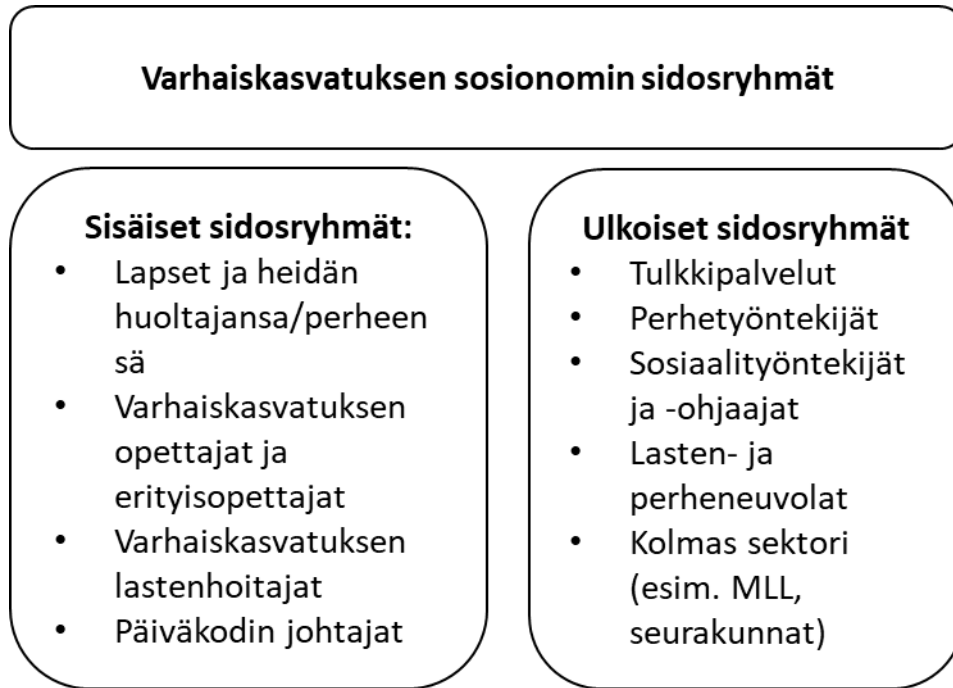 Varhaiskasvatuksen sosionomin sidosryhmät
Sisäiset sidosryhmät:
• Lapset ja heidän
huoltajansa/perheen
sä
• Varhaiskasvatuksen
opettajat ja
erityisopettajat
• Varhaiskasvatuksen
lastenhoitajat
• Päiväkodin johtajat
Ulkoiset sidosryhmät
• Tulkkipalvelut
• Perhetyöntekijät
• Sosiaalityöntekijät
ja -ohjaajat
• Lasten- ja
perheneuvolat
• Kolmas sektori
(esim. MLL,
seurakunnat)